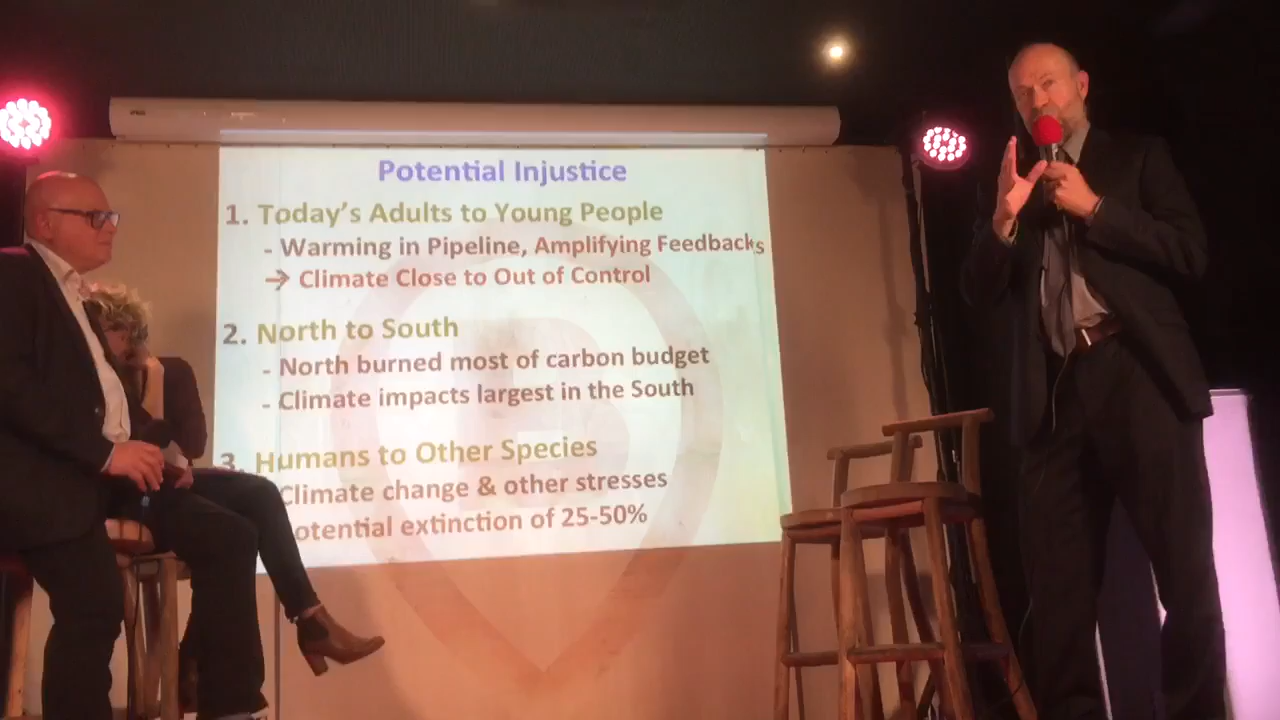 Potential Injustice
1. Today's Adults to Young People
- Warming in Pipeline, Amplifying Feedbacks
→ Climate Close to Out of Control
2. North to South
- North burned most of carbon budget
- Climate impacts largest in the South
3. Humans to Other Species
Climate change & other stresses
otential extinction of 25-50%